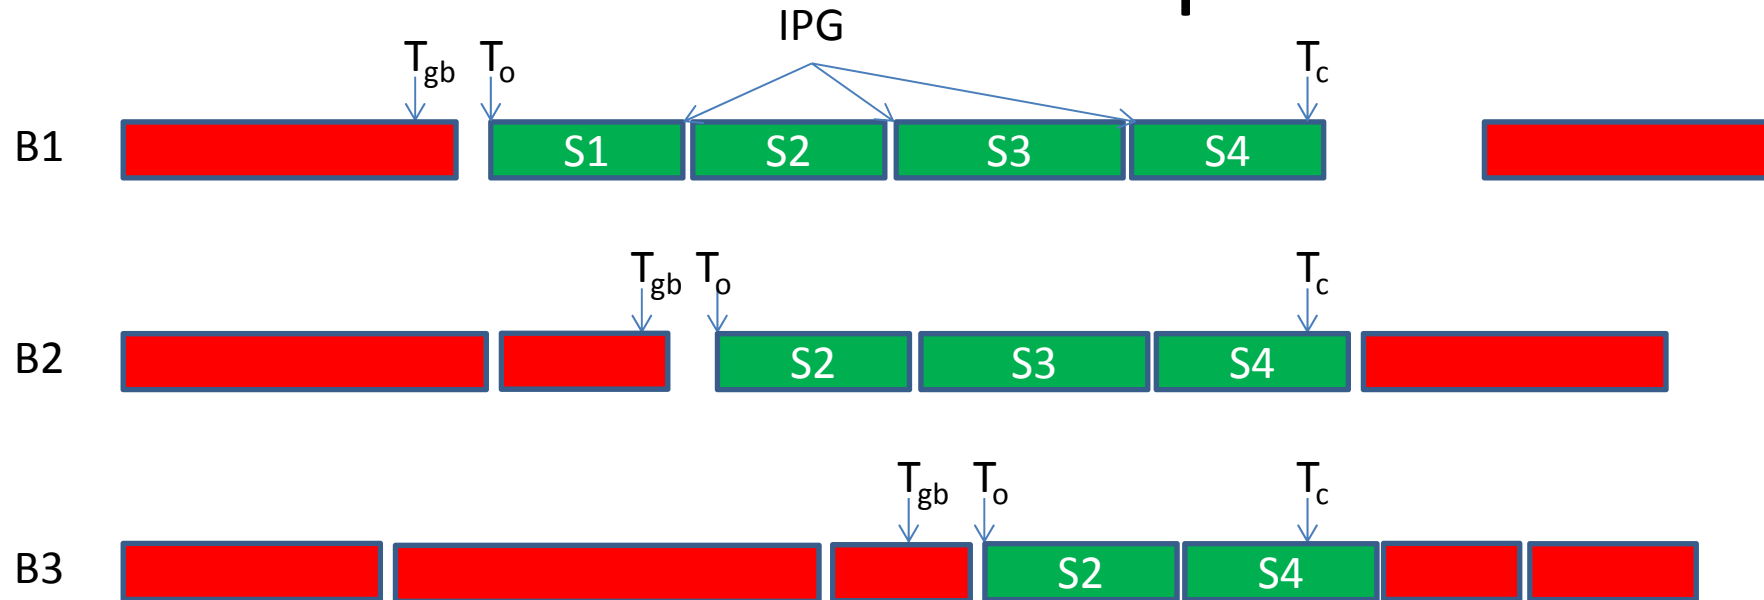 IPG
Tgb To Tc
B1 S1 S2 S3 S4
Tgb To Tc
B2 S2 S3 S4
Tgb To Tc
B3 S2 S4